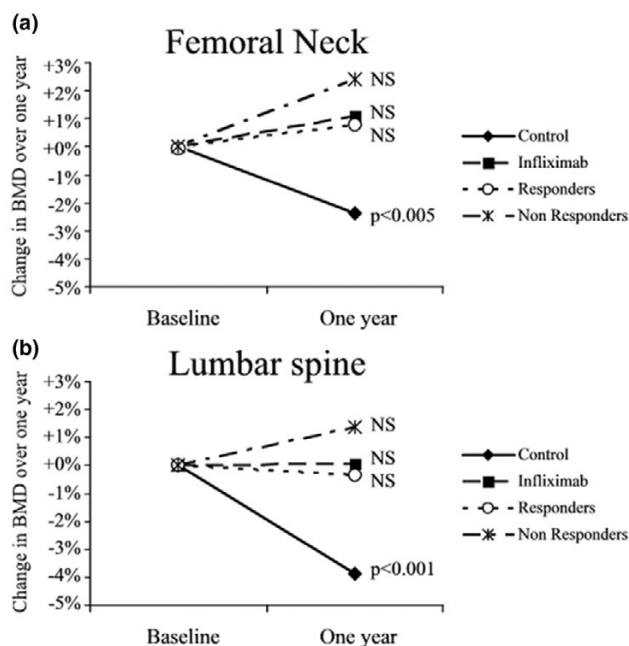 (a)
Femoral Neck
Change in BMD over one year
+3%
+2%
+1%
+0%
-1%
-2%
-3%
-4%
-5%
NS
NS
NS
p<0.005
Control
Infliximab
Responders
Non Responders
Baseline
One year
(b)
Lumbar spine
Change in BMD over one year
+3%
+2%
+1%
+0%
-1%
-2%
-3%
-4%
-5%
NS
NS
NS
p<0.001
Control
Infliximab
Responders
Non Responders
Baseline
One year